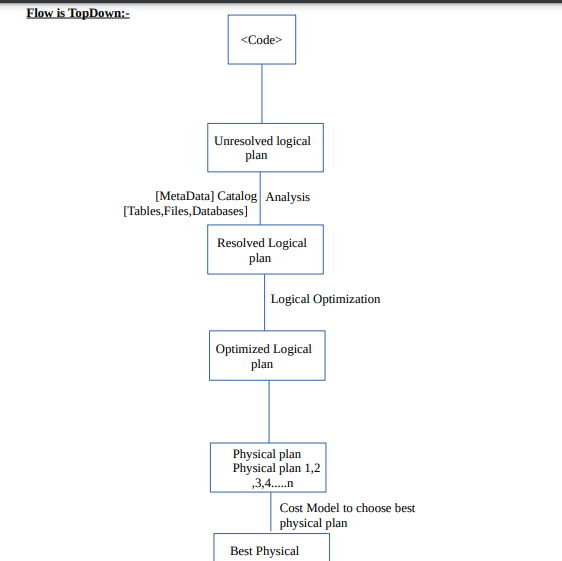 Flow is TopDown:-
<Code>
Unresolved logical
plan
[MetaData] Catalog
[Tables,Files,Databases]
Analysis
Resolved Logical
plan
Logical Optimization
Optimized Logical
plan
Physical plan
Physical plan 1,2
,3,4.....n
Cost Model to choose best
physical plan
Best Physical